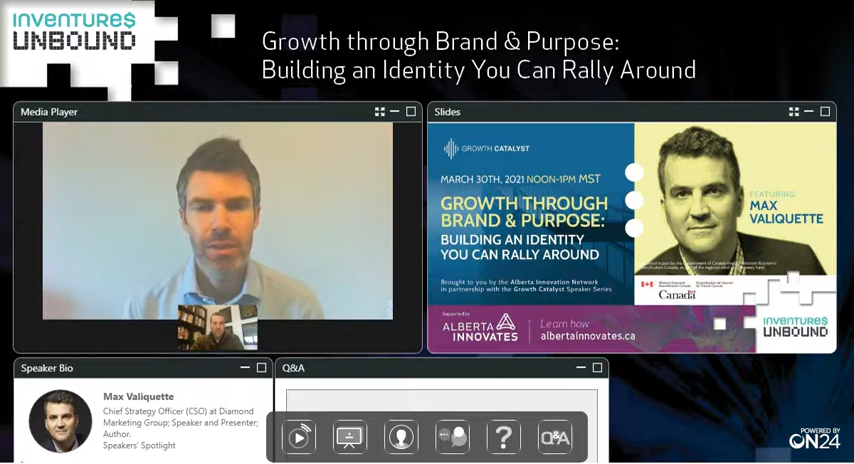 inventure$
UNBOUND
Growth through Brand & Purpose:
Building an Identity You Can Rally Around
Media Player
Slides
GROWTH CATALYST
MARCH 30TH, 2021 NOON-1PM MST
GROWTH THROUGH
BRAND & PURPOSE:
BUILDING AN IDENTITY
YOU CAN RALLY AROUND
Brought to you by the Alberta Innovation Network
in partnership with the Growth Catalyst Speaker Series
FEATURING
MAX
VALIQUETTE
Canada
Supported by
ALBERTA
INNOVATES
Learn how
albertainnovates.ca
inventure$
UNBOUND
Speaker Bio
Max Valiquette
Chief Strategy Officer (CSO) at Diamond
Marketing Group; Speaker and Presenter;
Author.
Speakers' Spotlight
Q&A
?
Q&A
POWERED BY
ON24